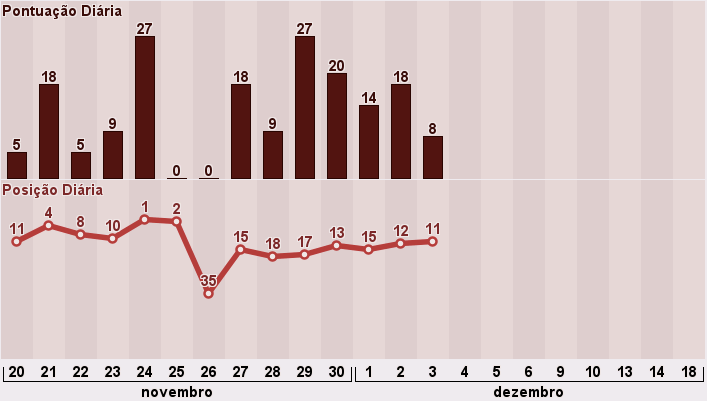 Pontuação Diária
5 18 5 9 27 0 0 18 9 27 20 14 18 8
Posição Diária
11 4 8 10 1 2 35 15 18 17 13 15 12 11
20 21 22 23 24 25 26 27 28 29 30 1 2 3 4 5 6 9 10 13 14 18
novembro dezembro